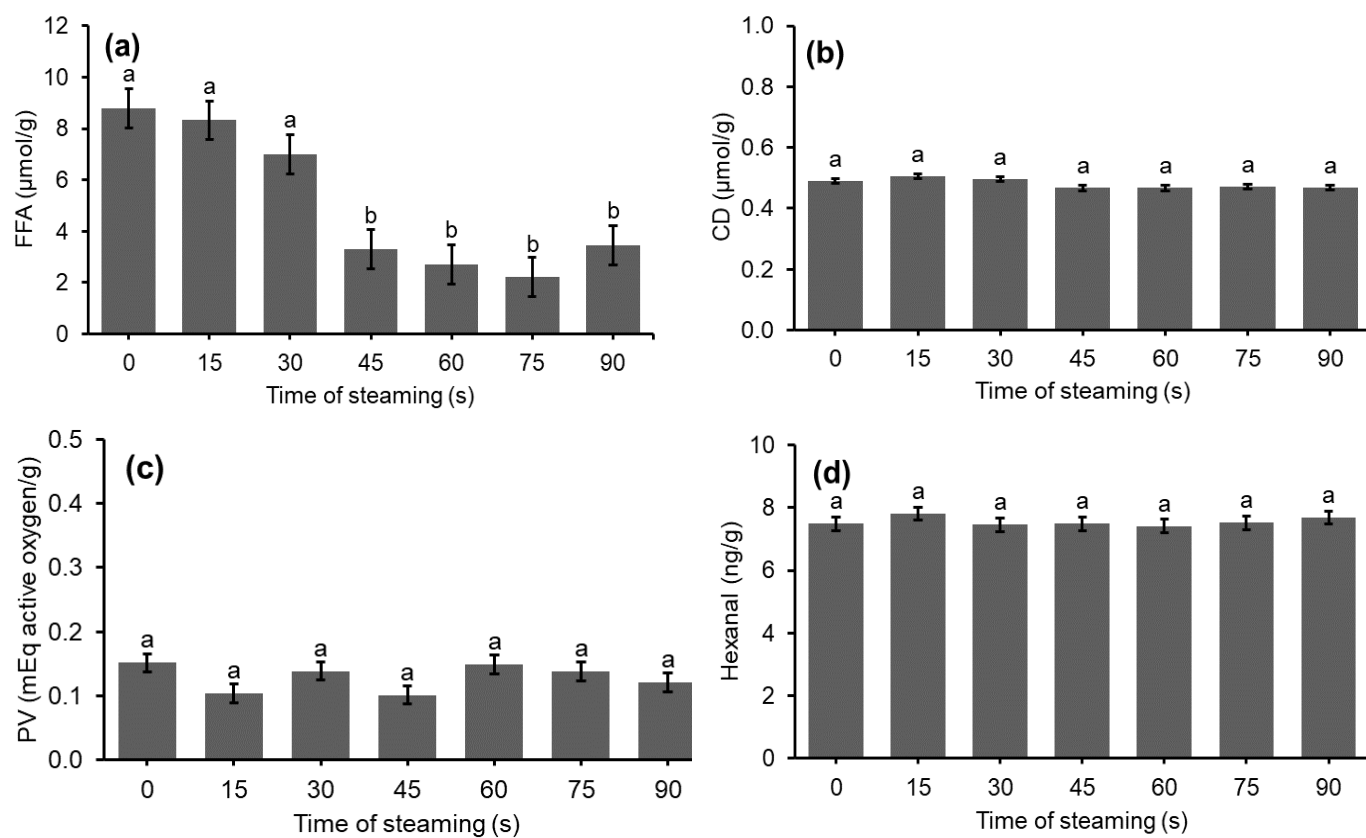 (a)
FFA (µmol/g)
12
10
8
6
4
2
0
a a a b b b b
0 15 30 45 60 75 90
Time of steaming (s)
(b)
CD (µmol/g)
1.0
0.8
0.6
0.4
0.2
0.0
a a a a a a a
0 15 30 45 60 75 90
Time of steaming (s)
(c)
PV (mEq active oxygen/g)
0.5
0.4
0.3
0.2
0.1
0.0
a a a a a a a
0 15 30 45 60 75 90
Time of steaming (s)
(d)
Hexanal (ng/g)
10
8
6
4
2
0
a a a a a a a
0 15 30 45 60 75 90
Time of steaming (s)